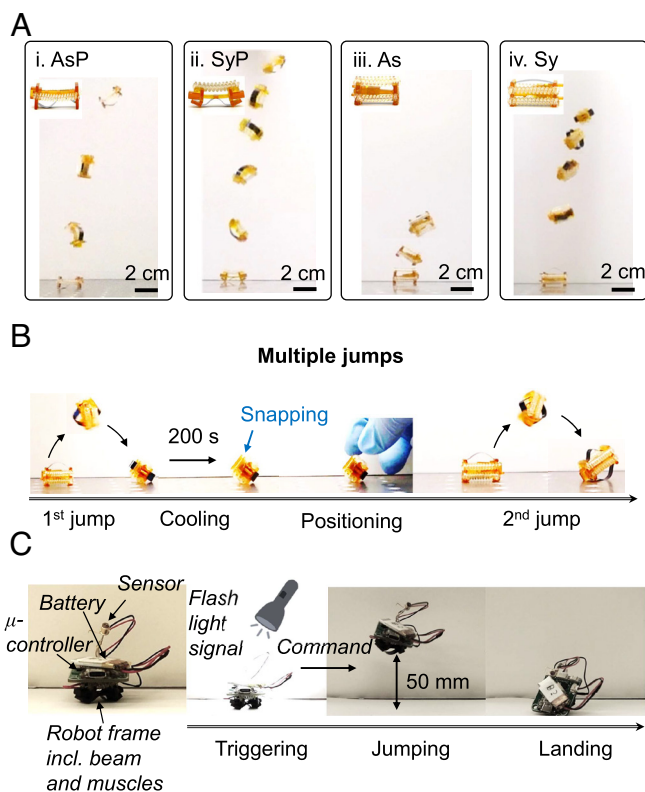 A
i. AsP
ii. SyP
iii. As
iv. Sy
2 cm
2 cm
2 cm
2 cm
B
Multiple jumps
Snapping
200 s
1st jump
Cooling
Positioning
2nd jump
C
Sensor
Battery
μ-
controller
Robot frame
incl. beam
and muscles
Flash
light
signal
Command
50 mm
Triggering
Jumping
Landing